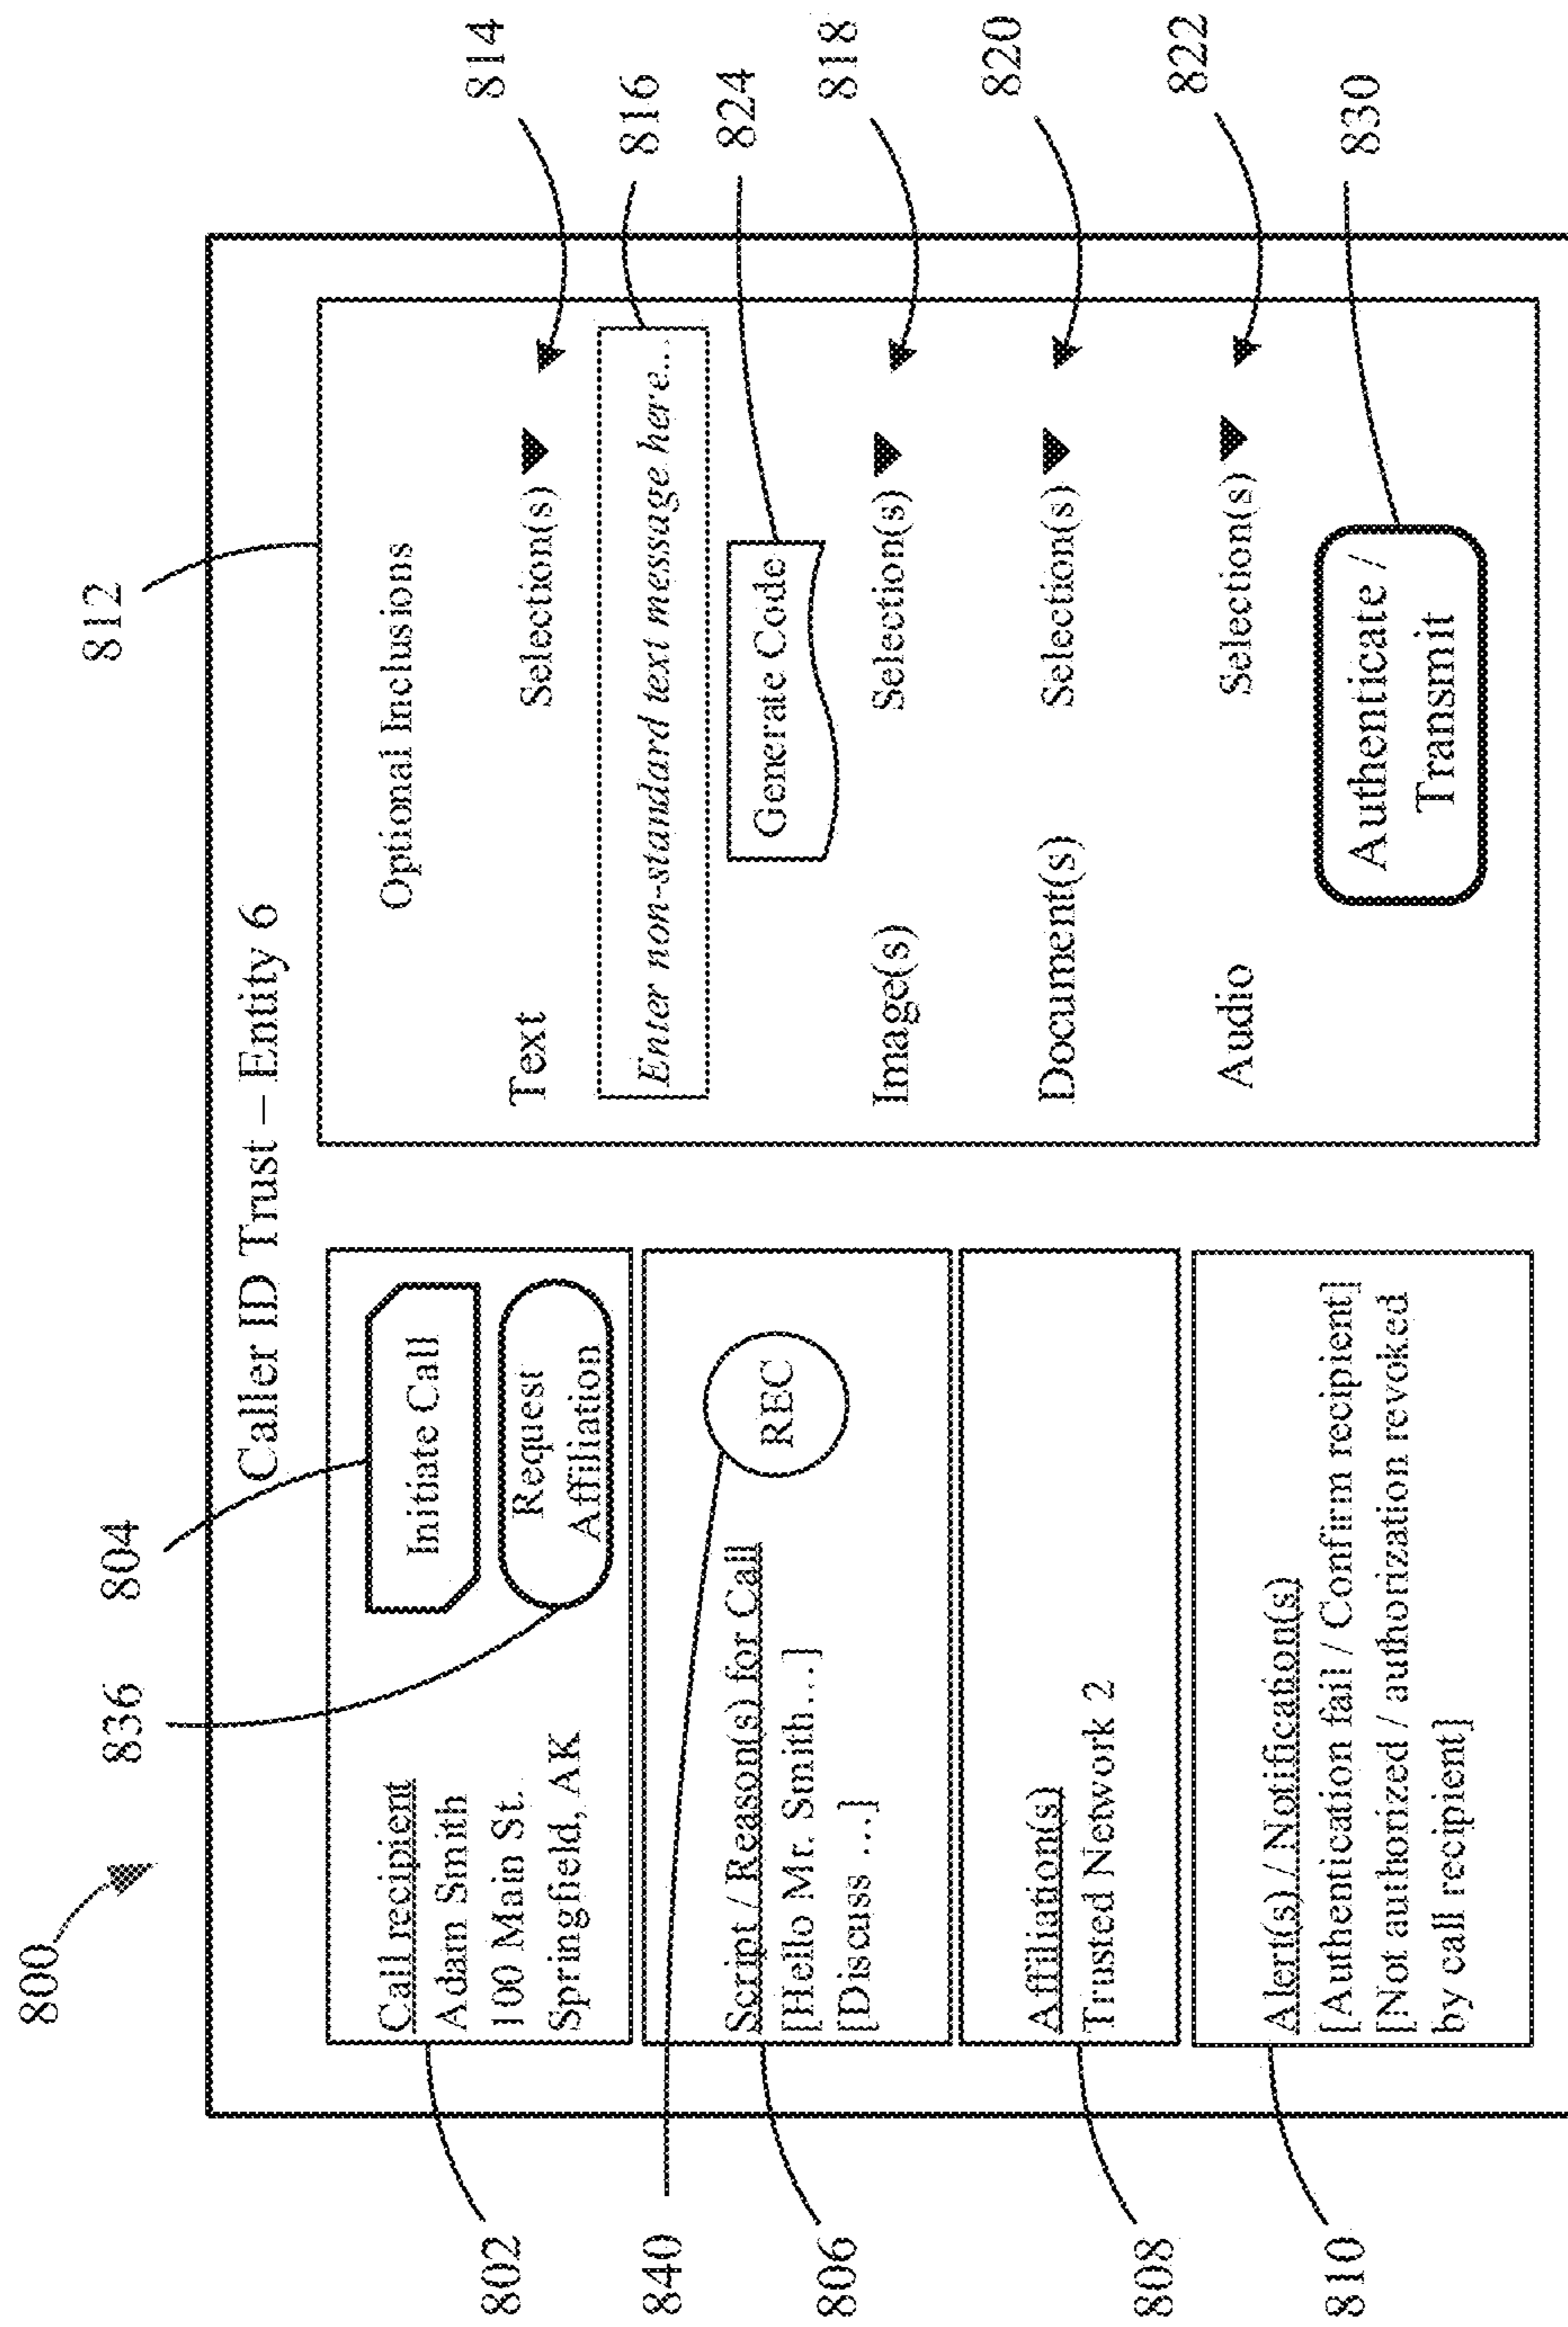 800
836
804
812
Caller ID Trust – Entity 6
802
Call recipient
Adam Smith
100 Main St.
Springfield, AK
Initiate Call
Request
Affiliation
840
806
Script / Reason(s) for Call
[Hello Mr. Smith…]
[Discuss …]
REC
808
Affiliation(s)
Trusted Network 2
810
Alert(s) / Notification(s)
[Authentication fail / Confirm recipient]
[Not authorized / authorization revoked
by call recipient]
Optional Inclusions
Text
Selection(s)
814
Enter non-standard text message here...
816
Generate Code
824
Image(s)
Selection(s)
818
Document(s)
Selection(s)
820
Audio
Selection(s)
822
Authenticate /
Transmit
830